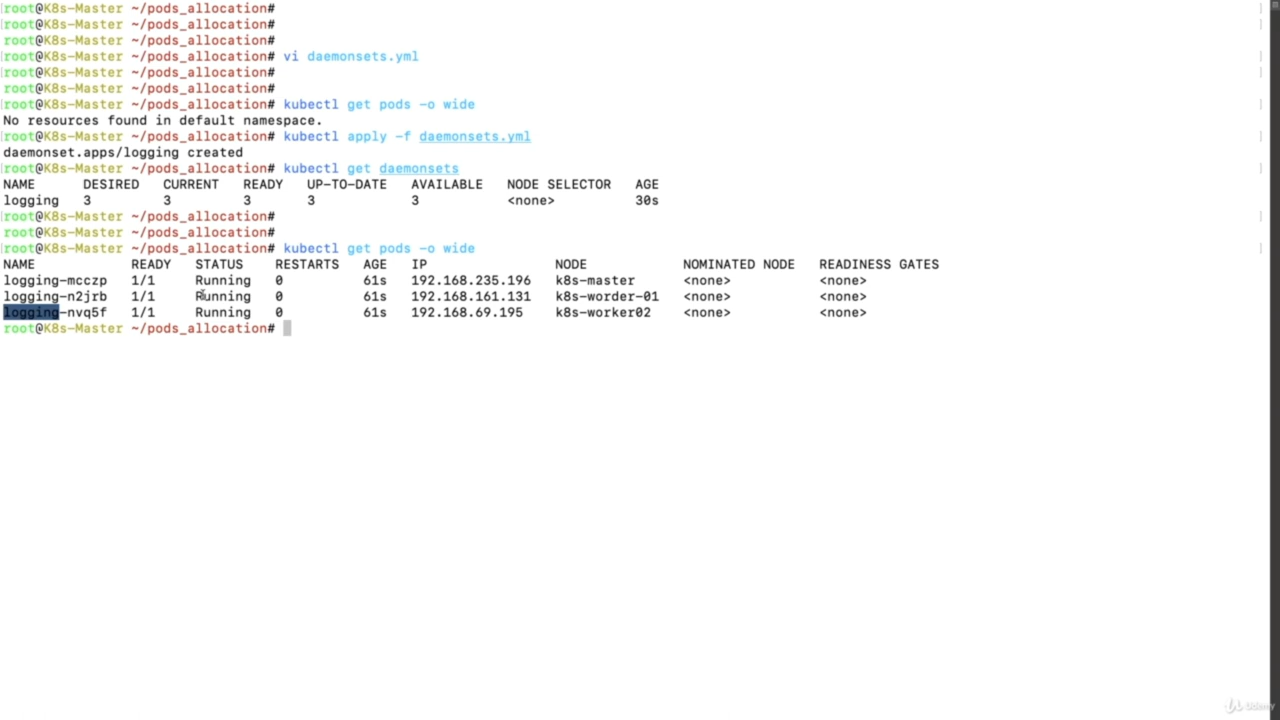 root@K8s-Master ~/pods_allocation#
root@K8s-Master ~/pods_allocation#
root@K8s-Master ~/pods_allocation#
root@K8s-Master ~/pods_allocation# vi daemonsets.yml
root@K8s-Master ~/pods_allocation#
root@K8s-Master ~/pods_allocation#
root@K8s-Master ~/pods_allocation# kubectl get pods -o wide
No resources found in default namespace.
root@K8s-Master ~/pods_allocation# kubectl apply -f daemonsets.yml
daemonset.apps/logging created
root@K8s-Master ~/pods_allocation# kubectl get daemonsets
NAME DESIRED CURRENT READY UP-TO-DATE AVAILABLE NODE SELECTOR AGE
logging 3 3 3 3 3 <none> 30s
root@K8s-Master ~/pods_allocation#
root@K8s-Master ~/pods_allocation#
root@K8s-Master ~/pods_allocation# kubectl get pods -o wide
NAME READY STATUS RESTARTS AGE IP NODE NOMINATED NODE READINESS GATES
logging-mcczp 1/1 Running 0 61s 192.168.235.196 k8s-master <none> <none>
logging-n2jrb 1/1 Running 0 61s 192.168.161.131 k8s-worder-01 <none> <none>
logging-nvq5f 1/1 Running 0 61s 192.168.69.195 k8s-worker02 <none> <none>
root@K8s-Master ~/pods_allocation#
Udemy